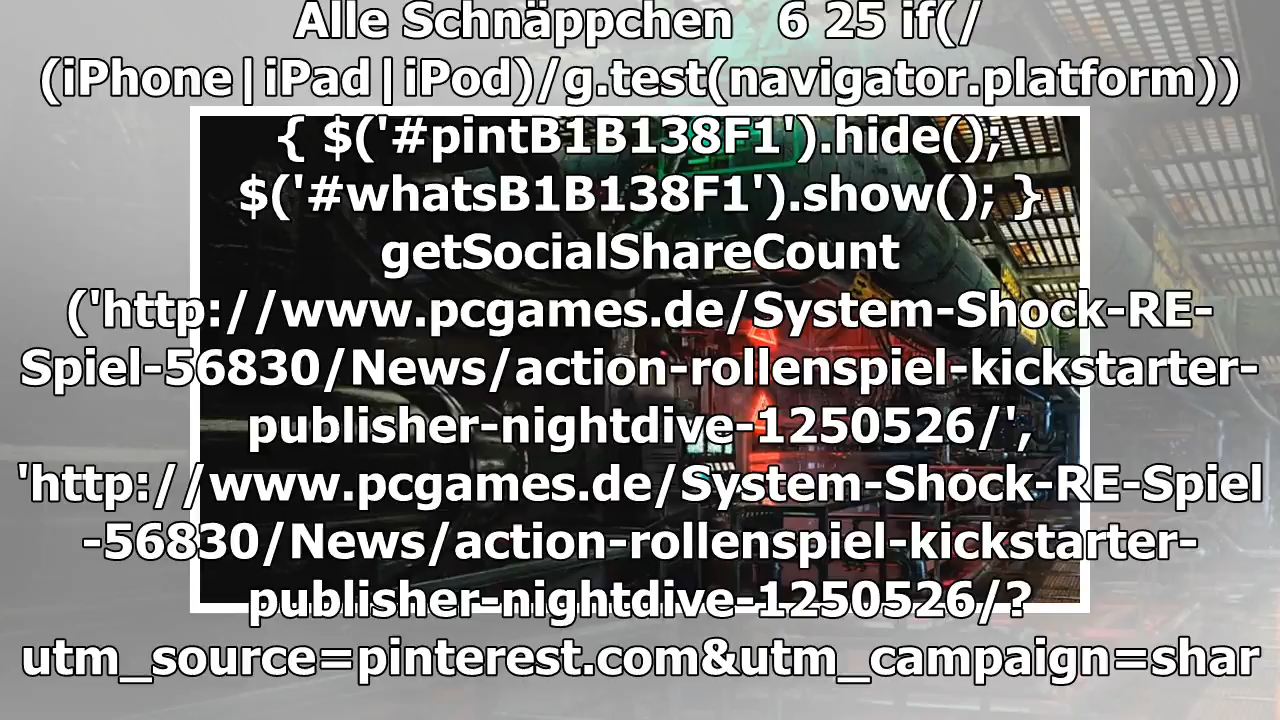 Alle Schnäppchen   6 25 if(/
(iPhone|iPad|iPod)/g.test(navigator.platform))
{ $('#pintB1B138F1').hide();
$('#whatsB1B138F1').show(); }
getSocialShareCount
('http://www.pcgames.de/System-Shock-RE-
Spiel-56830/News/action-rollenspiel-kickstarter-
publisher-nightdive-1250526/',
'http://www.pcgames.de/System-Shock-RE-Spiel
-56830/News/action-rollenspiel-kickstarter-
publisher-nightdive-1250526/?
utm_source=pinterest.com&utm_campaign=shar